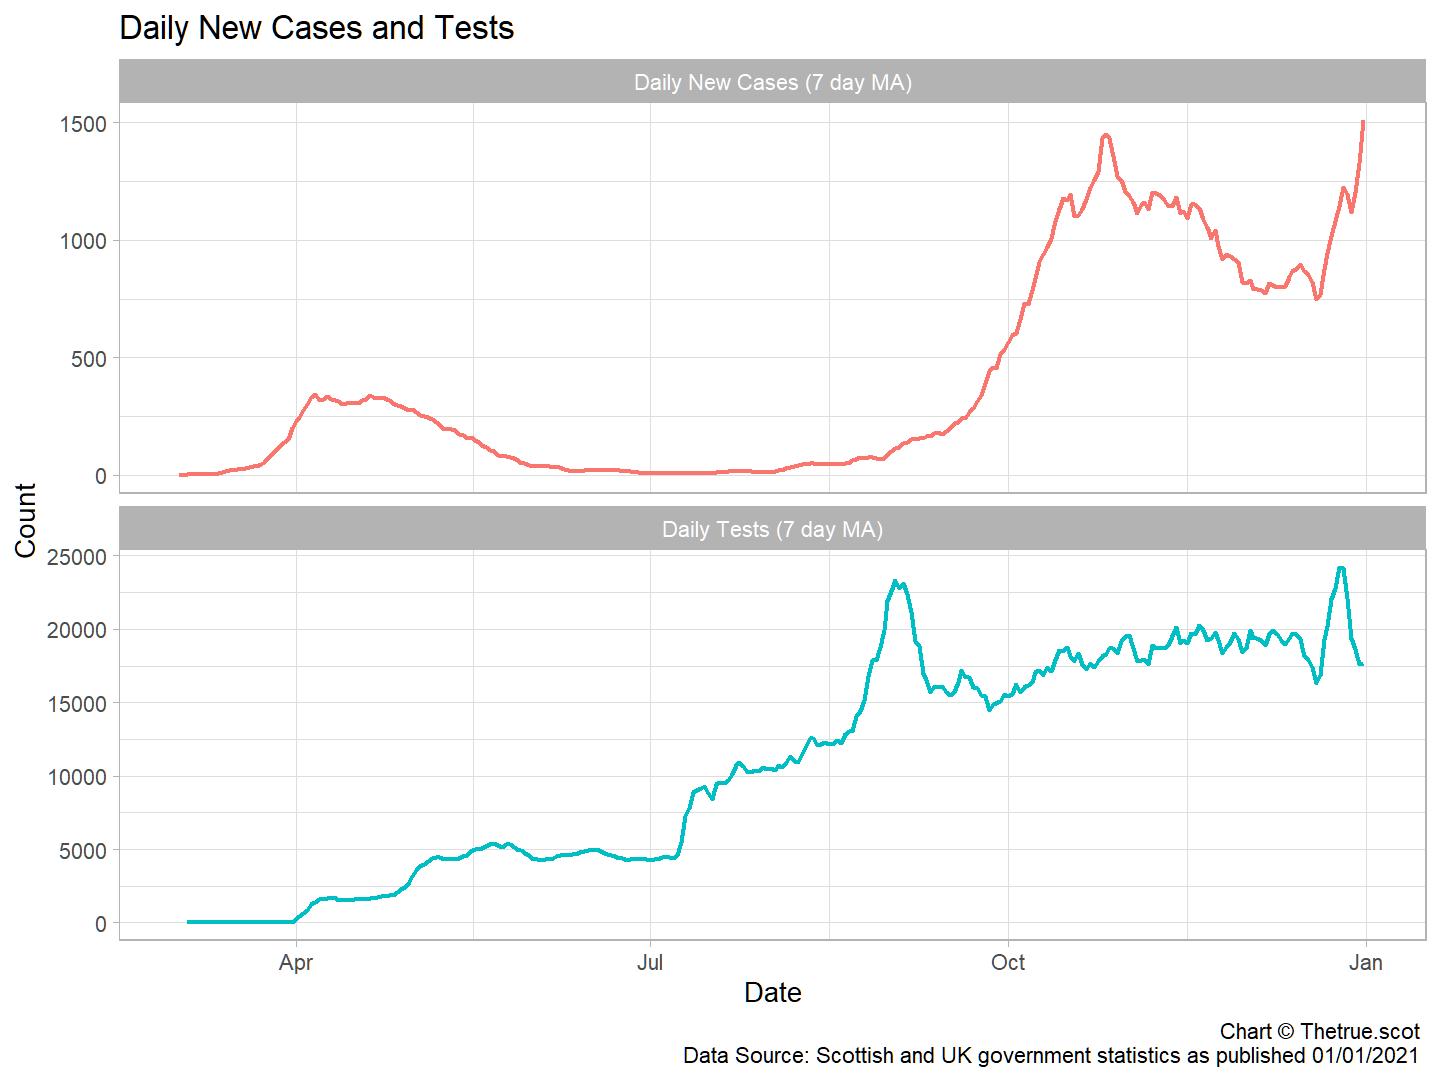 Daily New Cases and Tests
Daily New Cases (7 day MA)
1500
1000
500
0
Count
Daily Tests (7 day MA)
25000
20000
15000
10000
5000
0
Apr
Jul
Oct
Jan
Date
Chart © Thetrue.scot
Data Source: Scottish and UK government statistics as published 01/01/2021